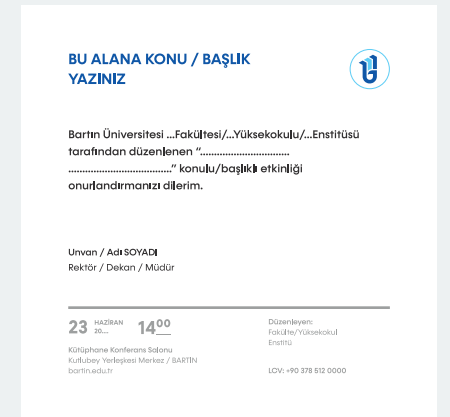 BU ALANA KONU / BAŞLIK
YAZINIZ
Bartın Üniversitesi ...Fakültesi/...Yüksekokulu/...Enstitüsü
tarafından düzenlenen “..............................
...................................” konulu/başlıklı etkinliği
onurlandırmanızı dilerim.
Unvan / Adı SOYADI
Rektör / Dekan / Müdür
23 HAZİRAN 20... 1400
Kütüphane Konferans Salonu
Kutlubey Yerleşkesi Merkez / BARTIN
bartin.edu.tr
Düzenleyen:
Fakülte/Yüksekokul
Enstitü
LCV: +90 378 512 0000